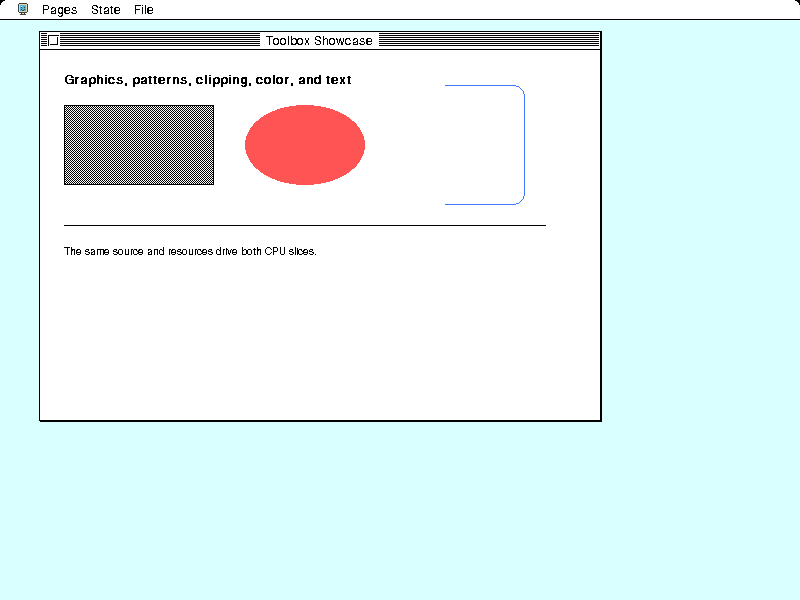 Pages State File
Toolbox Showcase
Graphics, patterns, clipping, color, and text
The same source and resources drive both CPU slices.